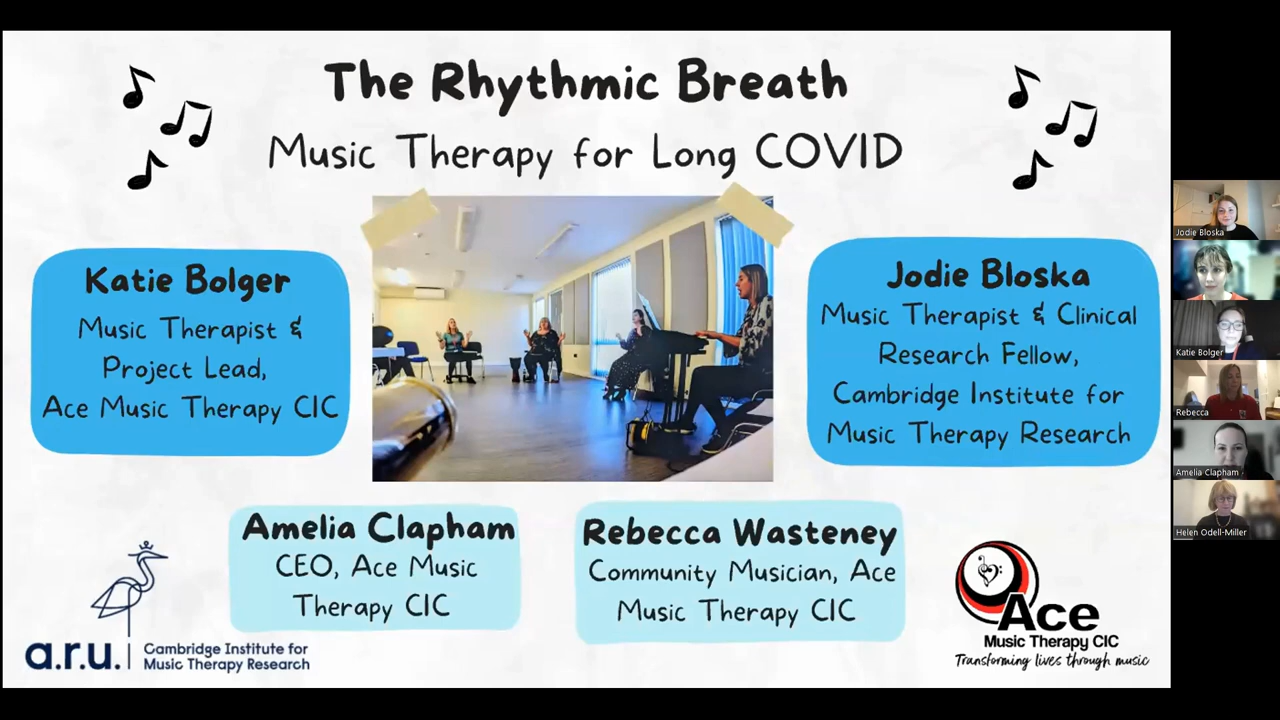 The Rhythmic Breath
Music Therapy for Long COVID
Katie Bolger
Music Therapist &
Project Lead,
Ace Music Therapy CIC
Jodie Bloska
Music Therapist & Clinical
Research Fellow,
Cambridge Institute for
Music Therapy Research
Amelia Clapham
CEO, Ace Music
Therapy CIC
Rebecca Wasteney
Community Musician, Ace
Music Therapy CIC
a.r.u.
Cambridge Institute for
Music Therapy Research
Ace
Music Therapy CIC
Transforming lives through music
Jodie Bloska
Katie Bolger
Rebecca
Amelia Clapham
Helen Odell-Miller